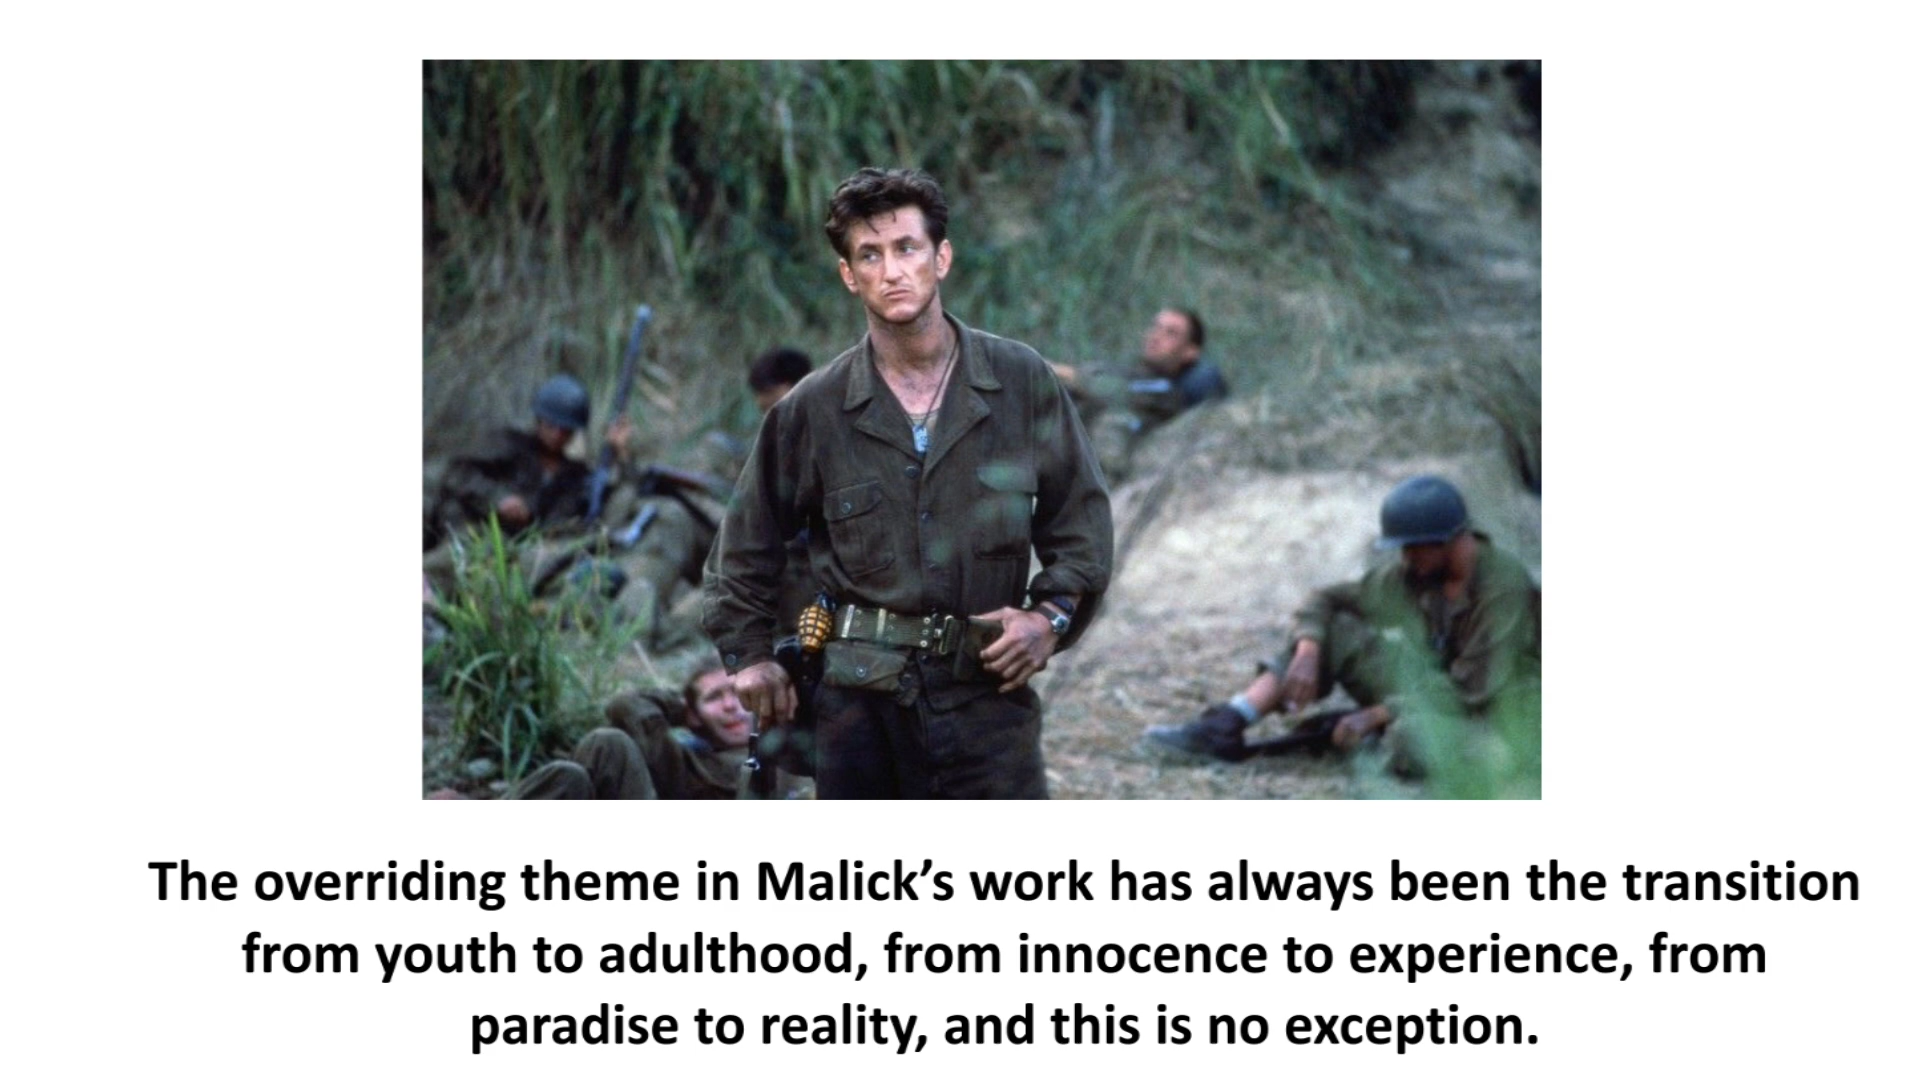 The overriding theme in Malick’s work has always been the transition
from youth to adulthood, from innocence to experience, from
paradise to reality, and this is no exception.